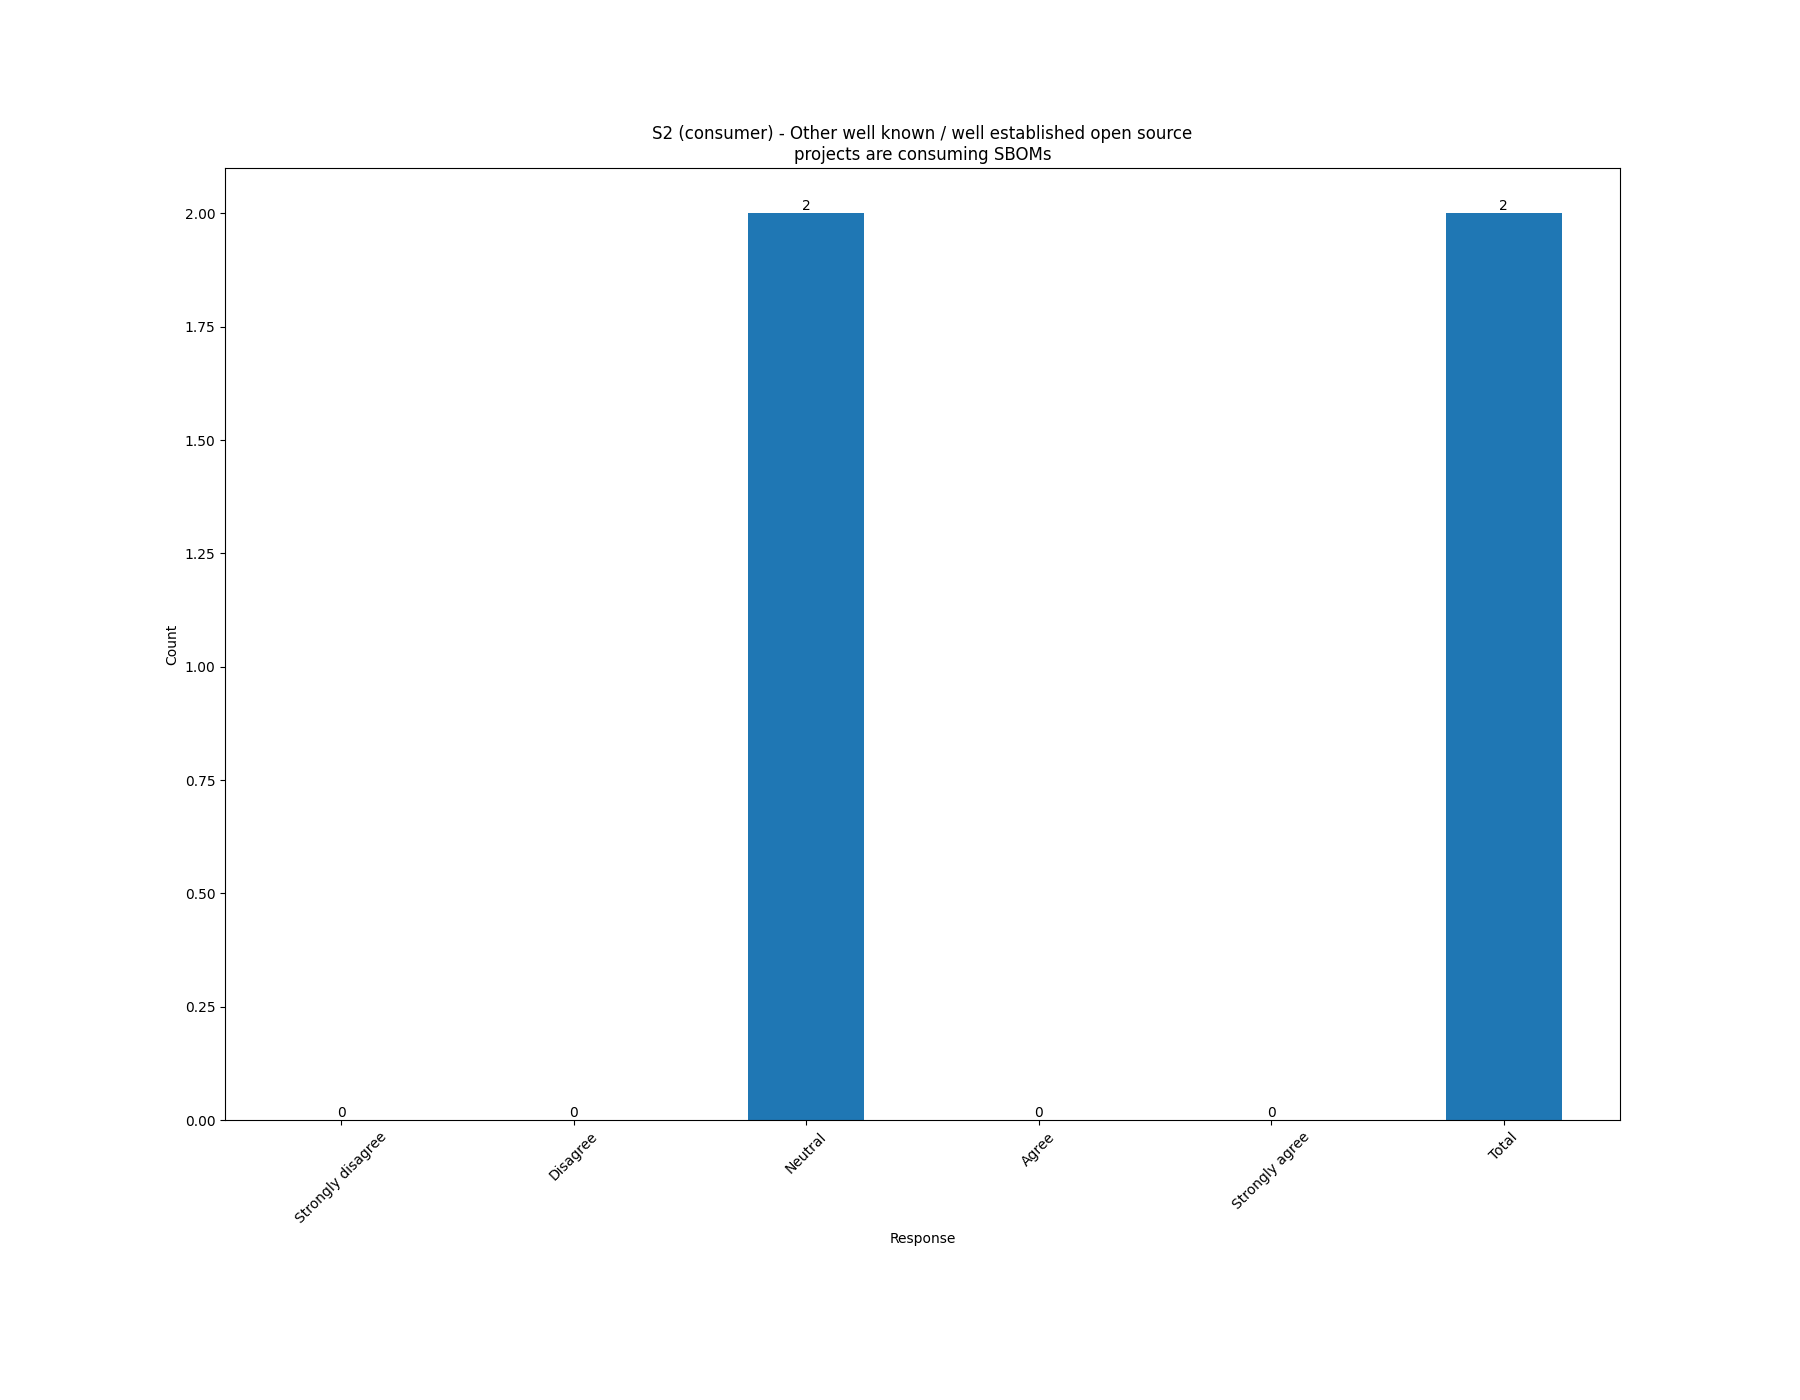 S2 (consumer) - Other well known / well established open source
projects are consuming SBOMs
2.00
1.75
1.50
1.25
1.00
0.75
0.50
0.25
0.00
Count
0
0
2
0
0
2
Strongly disagree
Disagree
Neutral
Agree
Strongly agree
Total
Response